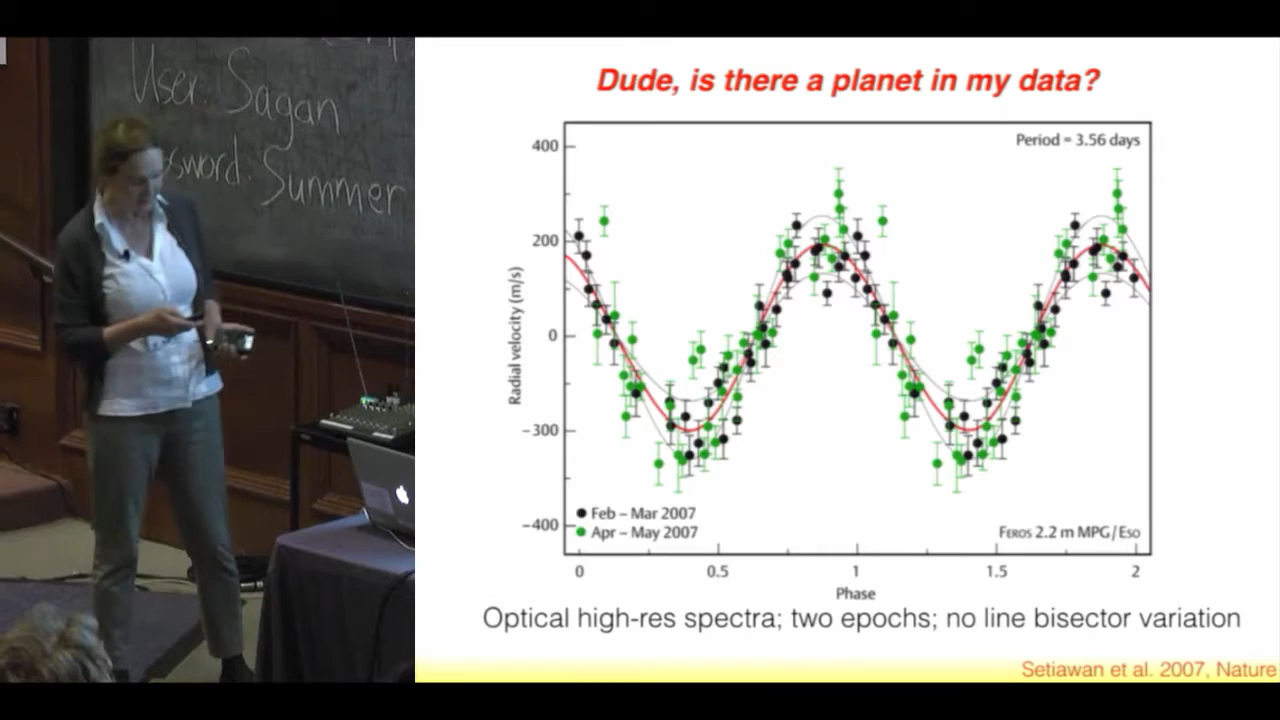 User: Sagan
sword: Summer
Dude, is there a planet in my data?
Period = 3.56 days
400
200
0
−300
−400
Radial velocity (m/s)
Feb – Mar 2007
Apr – May 2007
FEROS 2.2 m MPG/ESO
0 0.5 1 1.5 2
Phase
Optical high-res spectra; two epochs; no line bisector variation
Setiawan et al. 2007, Nature